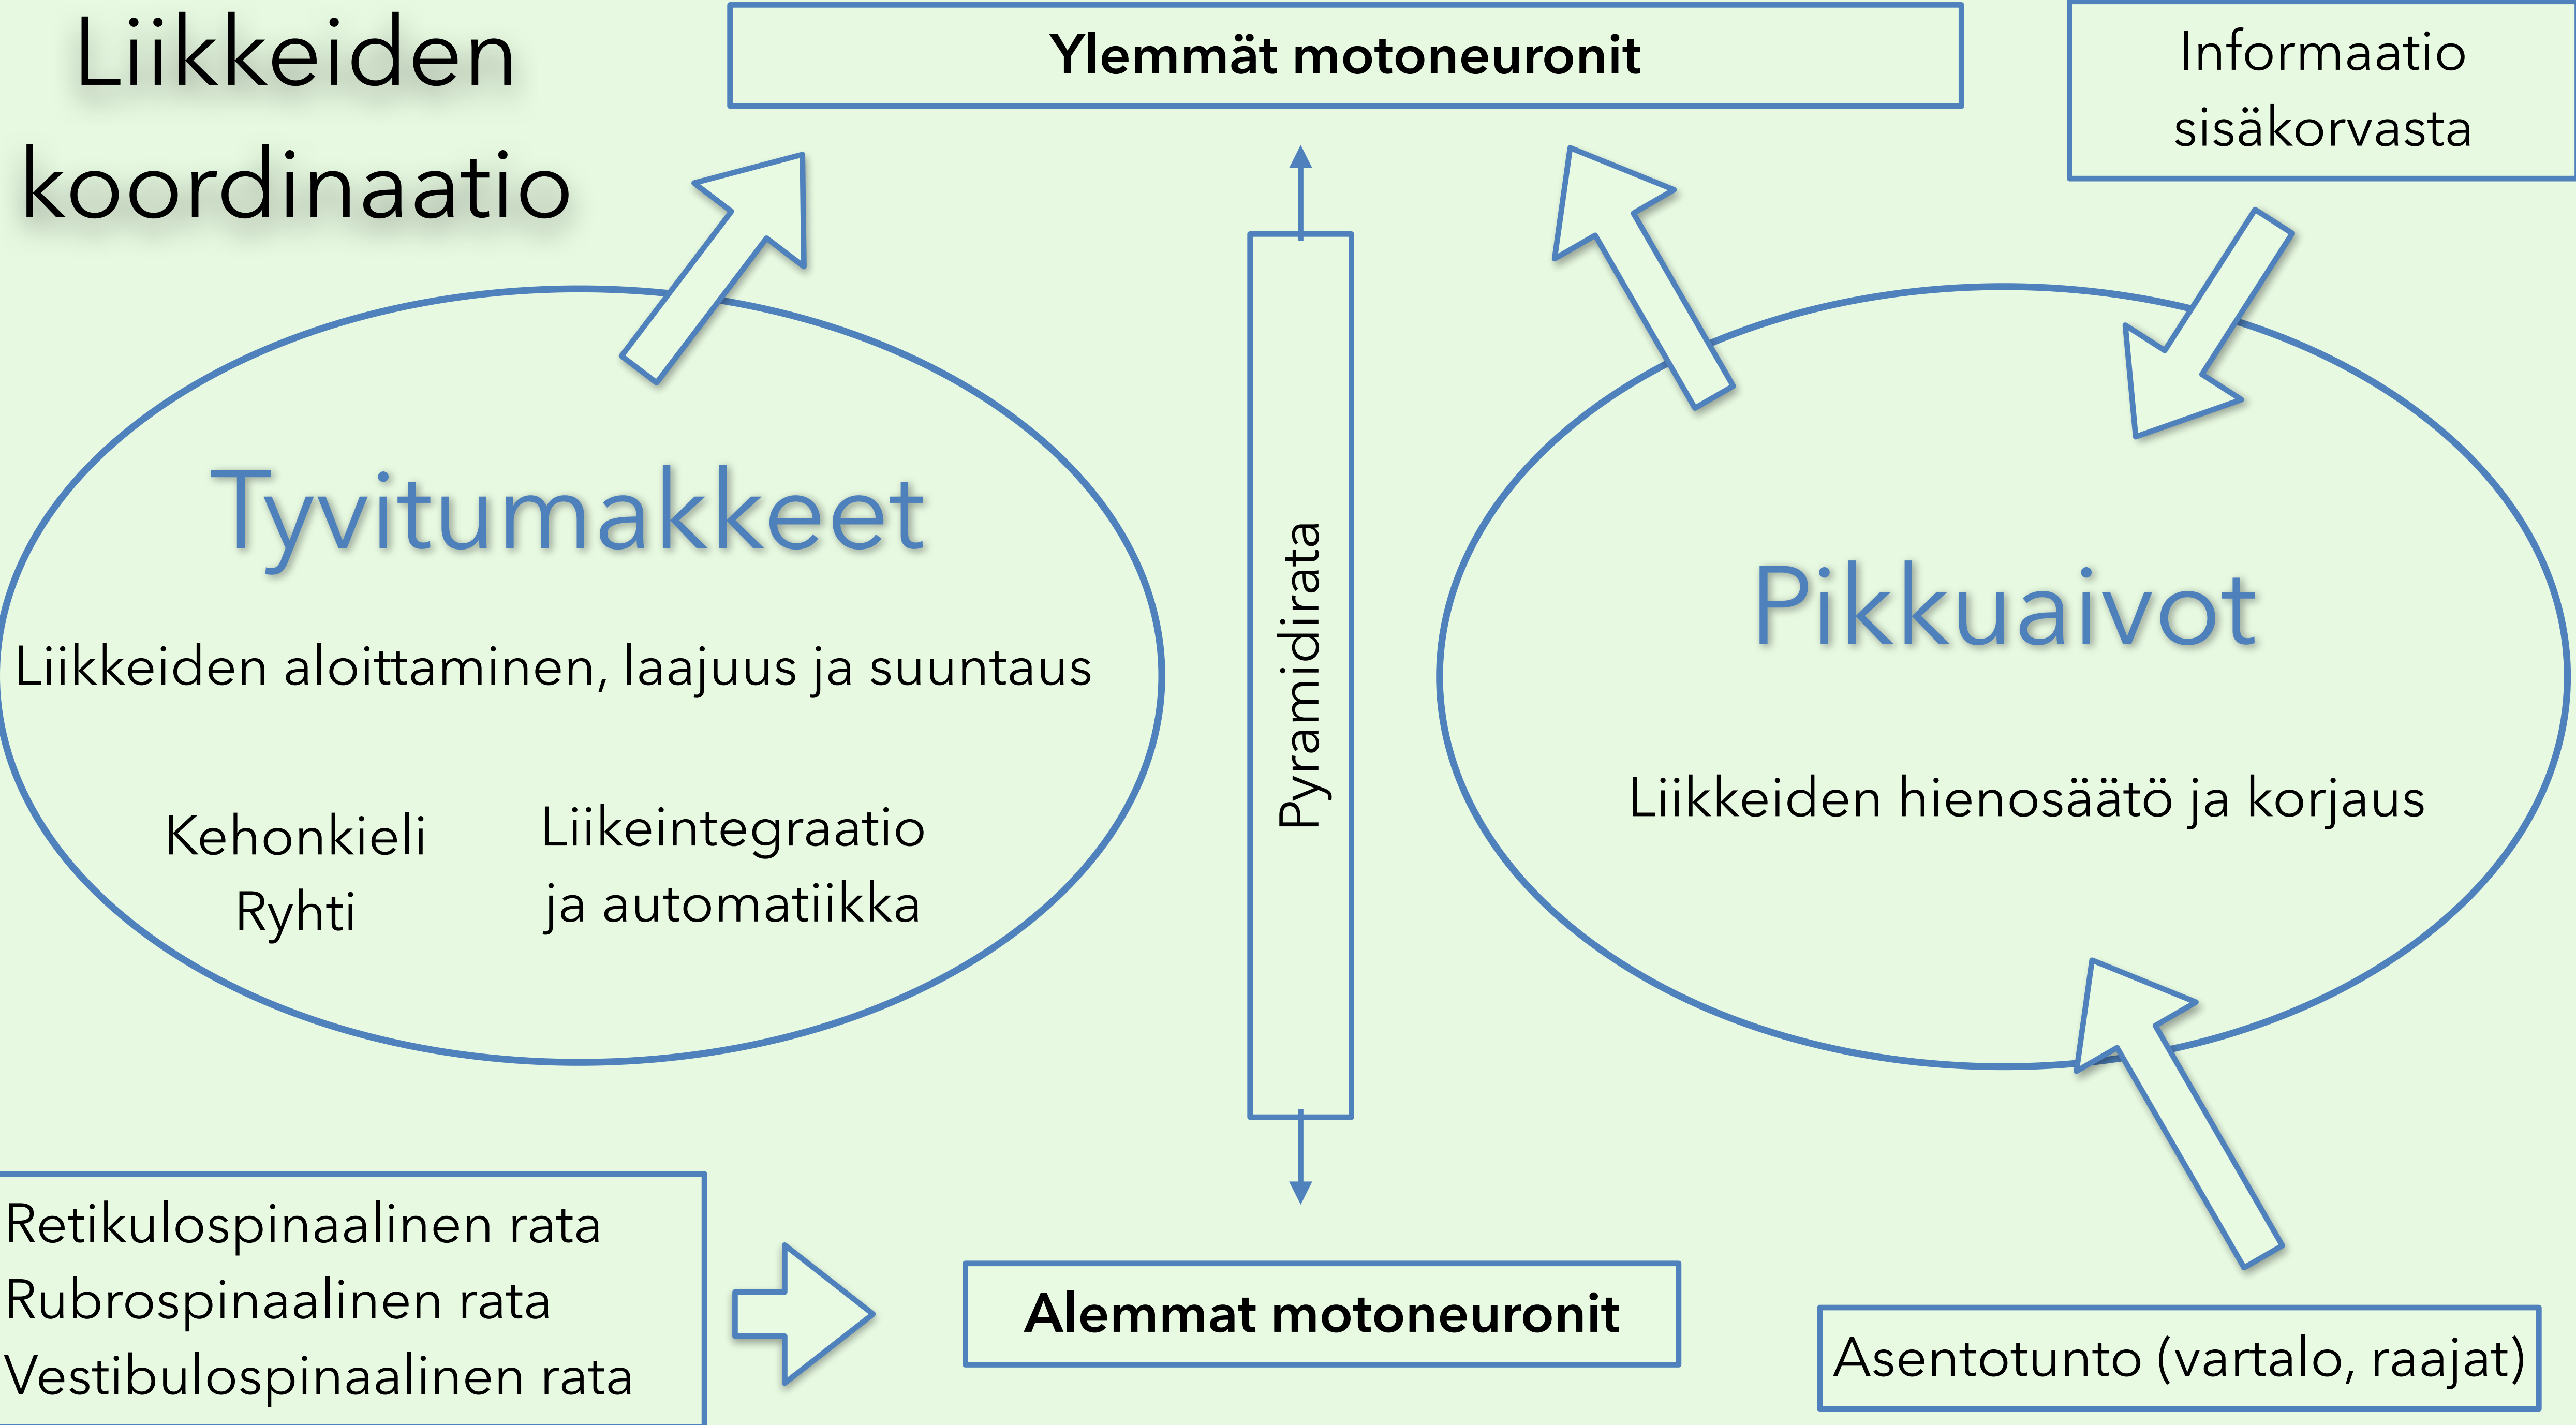 Liikkeiden
koordinaatio
Ylemmät motoneuronit
Informaatio
sisäkorvasta
Tyvitumakkeet
Liikkeiden aloittaminen, laajuus ja suuntaus
Kehonkieli
Ryhti
Liikeintegraatio
ja automatiikka
Pyramidirata
Pikkuaivot
Liikkeiden hienosäätö ja korjaus
Retikulospinaalinen rata
Rubrospinaalinen rata
Vestibulospinaalinen rata
Alemmat motoneuronit
Asentotunto (vartalo, raajat)